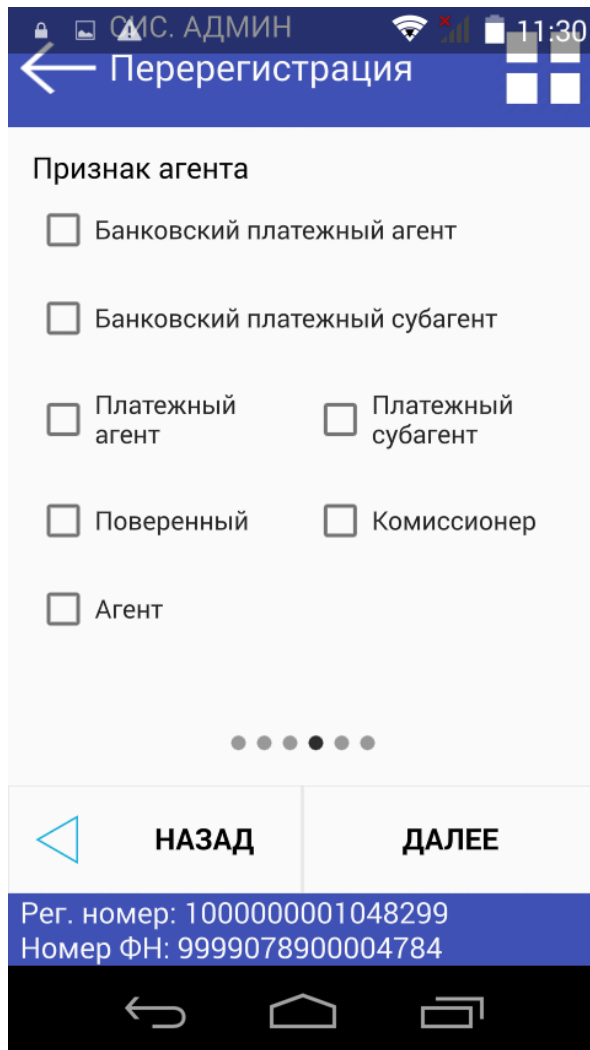 СИС. АДМИН 11:30
Перерегистрация
Признак агента
Банковский платежный агент
Банковский платежный субагент
Платежный агент
Платежный субагент
Поверенный
Комиссионер
Агент
НАЗАД
ДАЛЕЕ
Рег. номер: 1000000001048299
Номер ФН: 9999078900004784